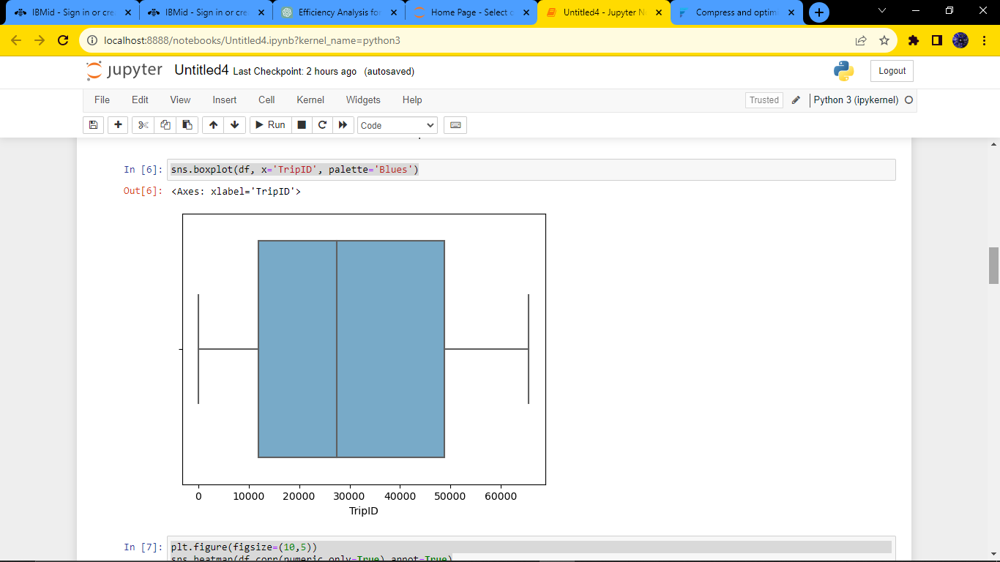 IBMid - Sign in or cre
IBMid - Sign in or cre
Efficiency Analysis for
Home Page - Select o
Untitled4 - Jupyter N
Compress and optim
localhost:8888/notebooks/Untitled4.ipynb?kernel_name=python3
jupyter Untitled4 Last Checkpoint: 2 hours ago (autosaved)
Logout
File Edit View Insert Cell Kernel Widgets Help
Trusted Python 3 (ipykernel)
Run Code
In [6]: sns.boxplot(df, x='TripID', palette='Blues')
Out[6]: <Axes: xlabel='TripID'>
0 10000 20000 30000 40000 50000 60000
TripID
In [7]: plt.figure(figsize=(10,5))
sns.heatmap(df.corr(numeric_only=True),annot=True)